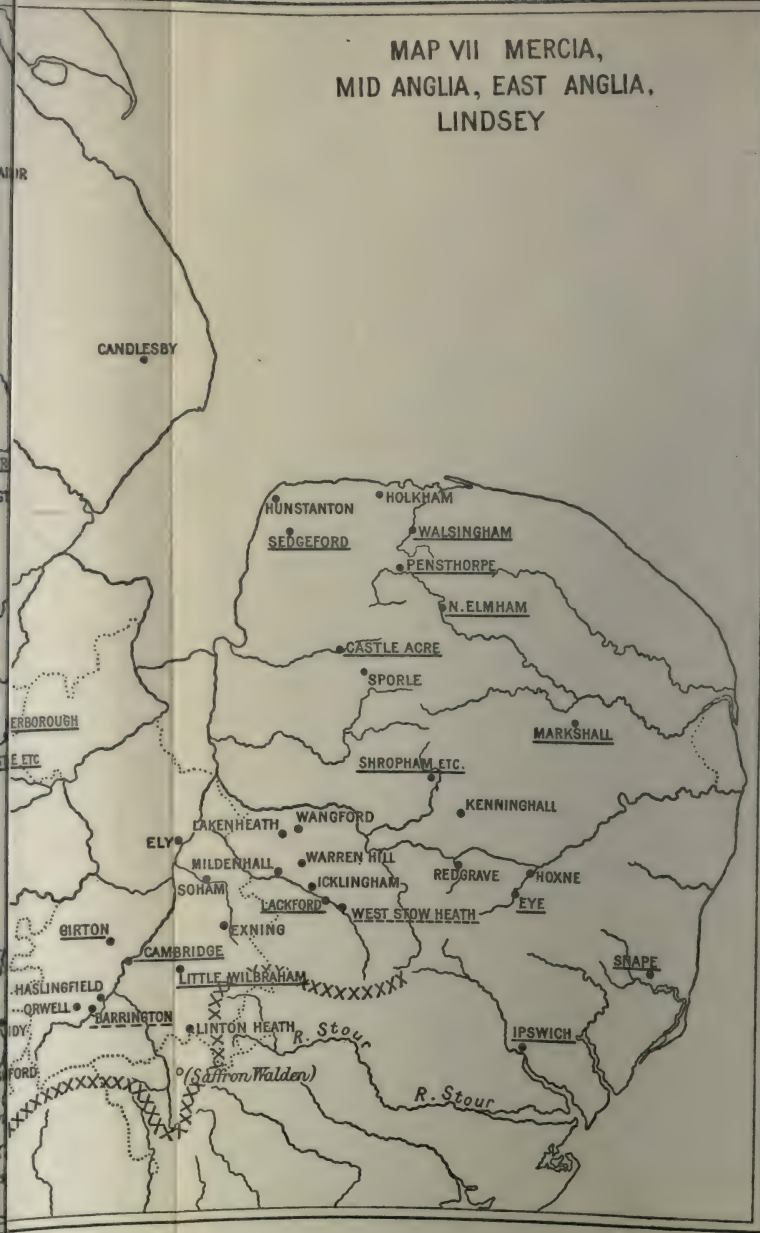 MAP VII MERCIA,
MID ANGLIA, EAST ANGLIA,
LINDSEY
CANDLESBY
HUNSTANTON
HOLKHAM
SEDGEFORD
WALSINGHAM
PENSTHORPE
N. ELMHAM
CASTLE ACRE
SPORLE
ERBOROUGH
MARKSHALL
ETC
SHROPHAM ETC.
KENNINGHALL
WANGFORD
LAKENHEATH
ELY
WARREN HILL
MILDENHALL
REDGRAVE
HOXNE
SOHAM
ICKLINGHAM
LACKFORD
EYE
WEST STOW HEATH
EXNING
GIRTON
CAMBRIDGE
SNAPE
LITTLE WILBRAHAM
HASLINGFIELD
ORWELL
BARRINGTON
LINTON HEATH
R. Stour
IPSWICH
FORD
(Saffron Walden)
R. Stour